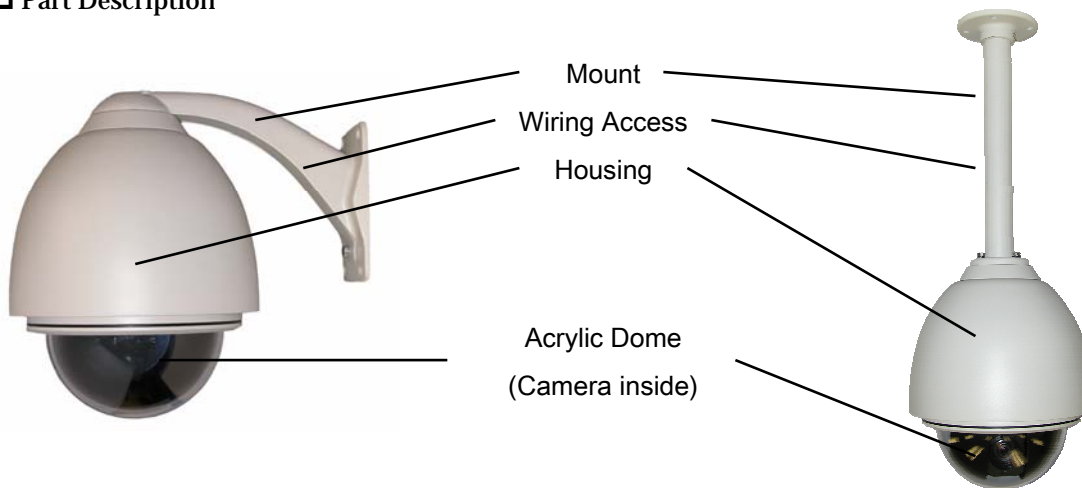 Part Description
Mount
Wiring Access
Housing
Acrylic Dome
(Camera inside)